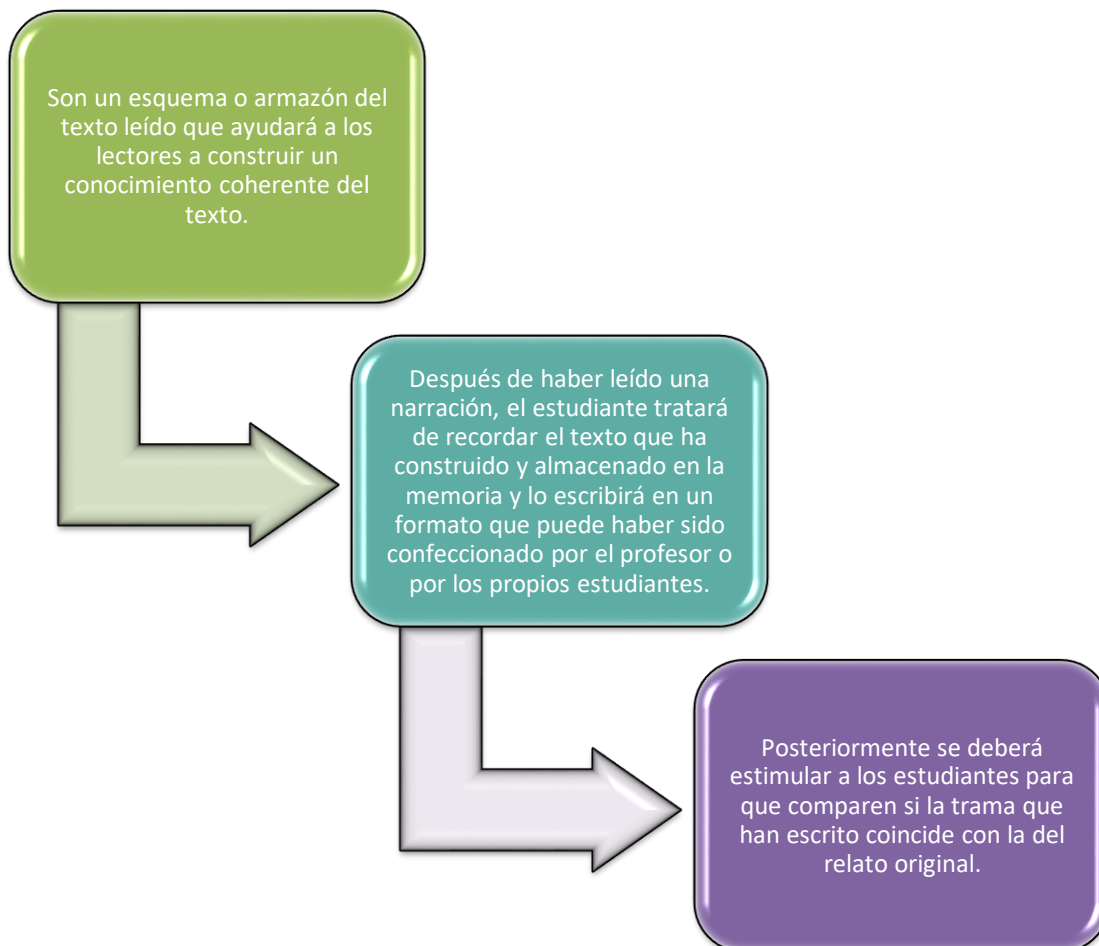 Son un esquema o armazón del
texto leído que ayudará a los
lectores a construir un
conocimiento coherente del
texto.
Después de haber leído una
narración, el estudiante tratará
de recordar el texto que ha
construido y almacenado en la
memoria y lo escribirá en un
formato que puede haber sido
confeccionado por el profesor o
por los propios estudiantes.
Posteriormente se deberá
estimular a los estudiantes para
que comparen si la trama que
han escrito coincide con la del
relato original.